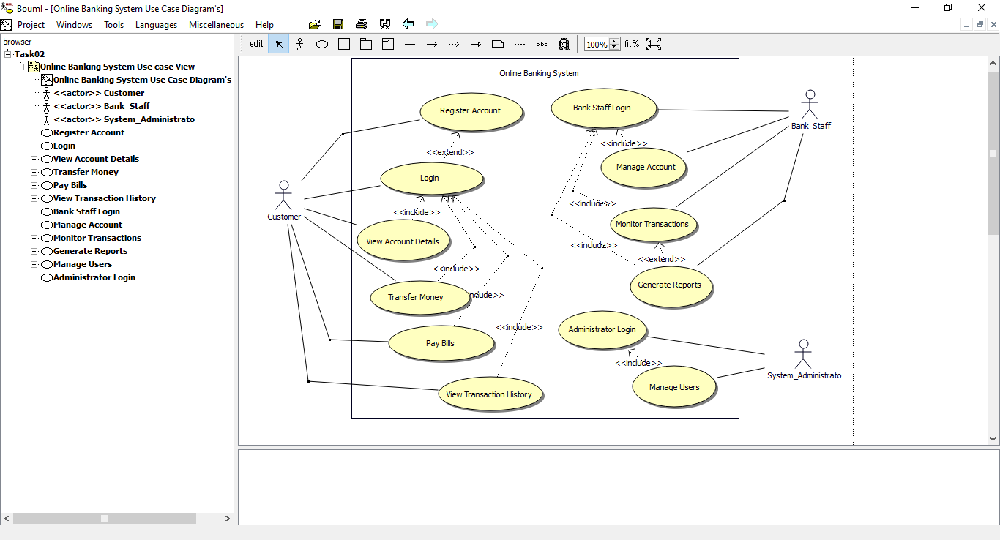 Bouml - [Online Banking System Use Case Diagram's]
Project Windows Tools Languages Miscellaneous Help
browser
Task02
Online Banking System Use case View
Online Banking System Use Case Diagram's
<<actor>> Customer
<<actor>> Bank_Staff
<<actor>> System_Administrato
Register Account
Login
View Account Details
Transfer Money
Pay Bills
View Transaction History
Bank Staff Login
Manage Account
Monitor Transactions
Generate Reports
Manage Users
Administrator Login
edit
abc
100%
fit%
Online Banking System
Register Account
Bank Staff Login
Bank_Staff
<<extend>>
<<include>>
Manage Account
Login
Customer
<<include>>
<<include>>
View Account Details
Monitor Transactions
<<include>>
<<extend>>
<<include>>
Generate Reports
Transfer Money
include>>
<<include>>
Administrator Login
Pay Bills
<<include>>
System_Administrato
Manage Users
View Transaction History